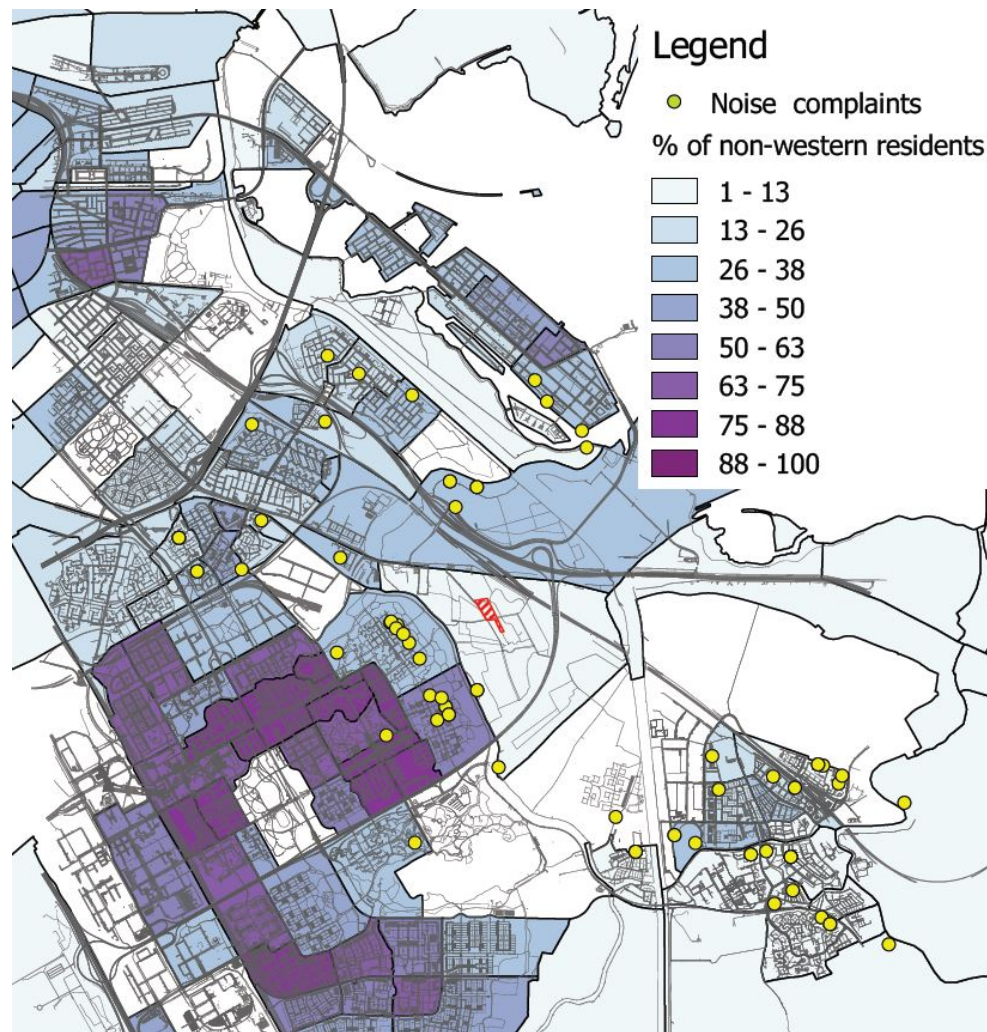 Legend
Noise complaints
% of non-western residents
1 - 13
13 - 26
26 - 38
38 - 50
50 - 63
63 - 75
75 - 88
88 - 100